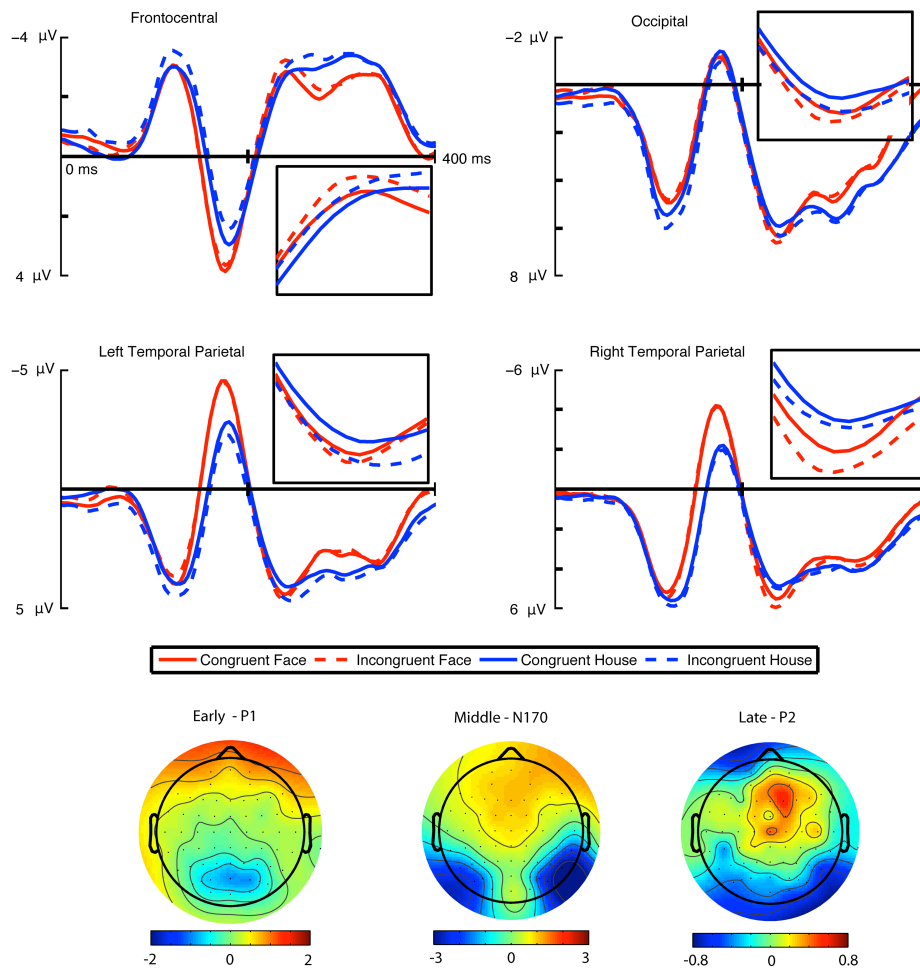 Frontocentral
Occipital
−4 μV
−2 μV
0 ms
400 ms
4 μV
8 μV
Left Temporal Parietal
Right Temporal Parietal
−5 μV
−6 μV
5 μV
6 μV
Congruent Face Incongruent Face Congruent House Incongruent House
Early - P1
Middle - N170
Late - P2
-2 0 2
-3 0 3
-0.8 0 0.8